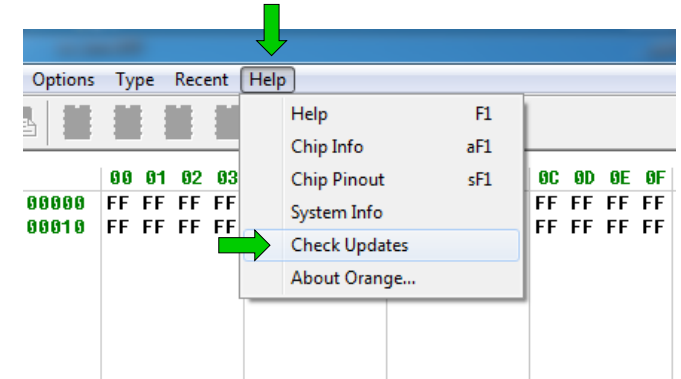 Options Type Recent Help
Help F1
Chip Info aF1
Chip Pinout sF1
System Info
Check Updates
About Orange...
00 01 02 03 0C 0D 0E 0F
00000 FF FF FF FF FF FF FF FF
00010 FF FF FF FF FF FF FF FF